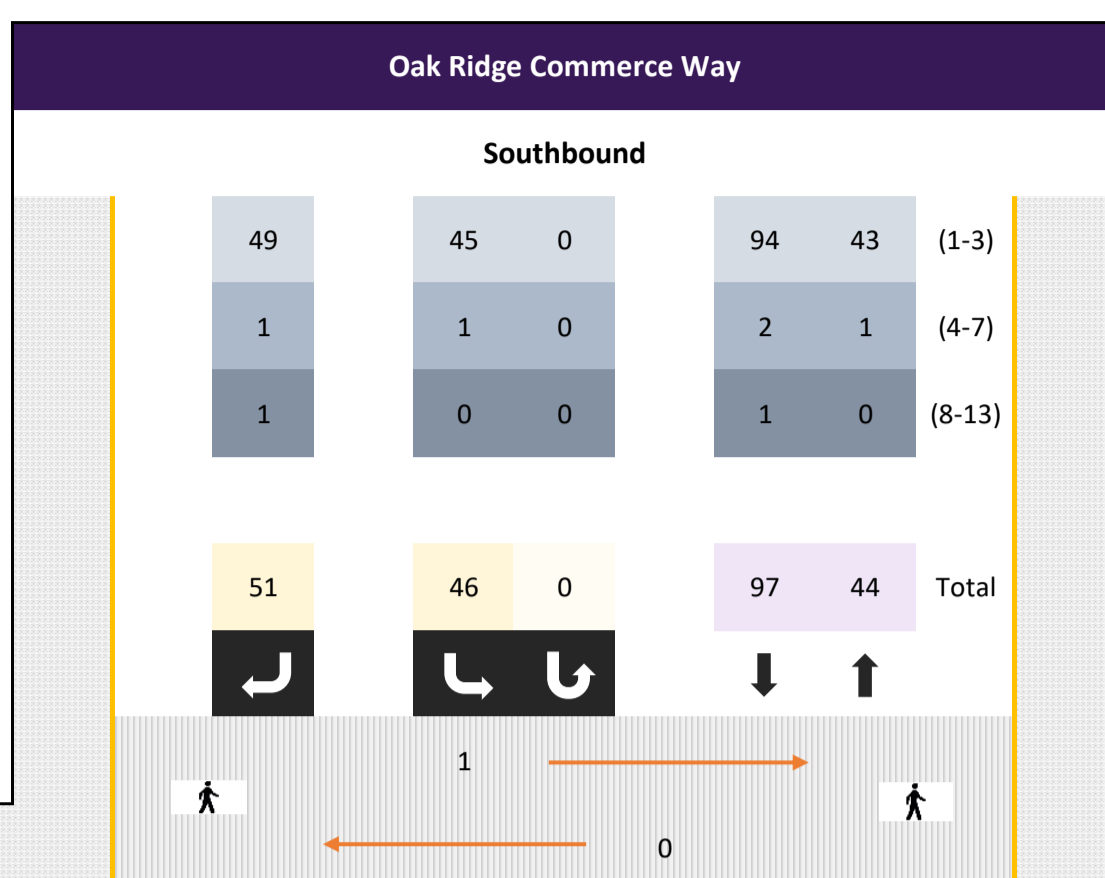 Oak Ridge Commerce Way
Southbound
49 45 0 94 43 (1-3)
1 1 0 2 1 (4-7)
1 0 0 1 0 (8-13)
51 46 0 97 44 Total
1
0